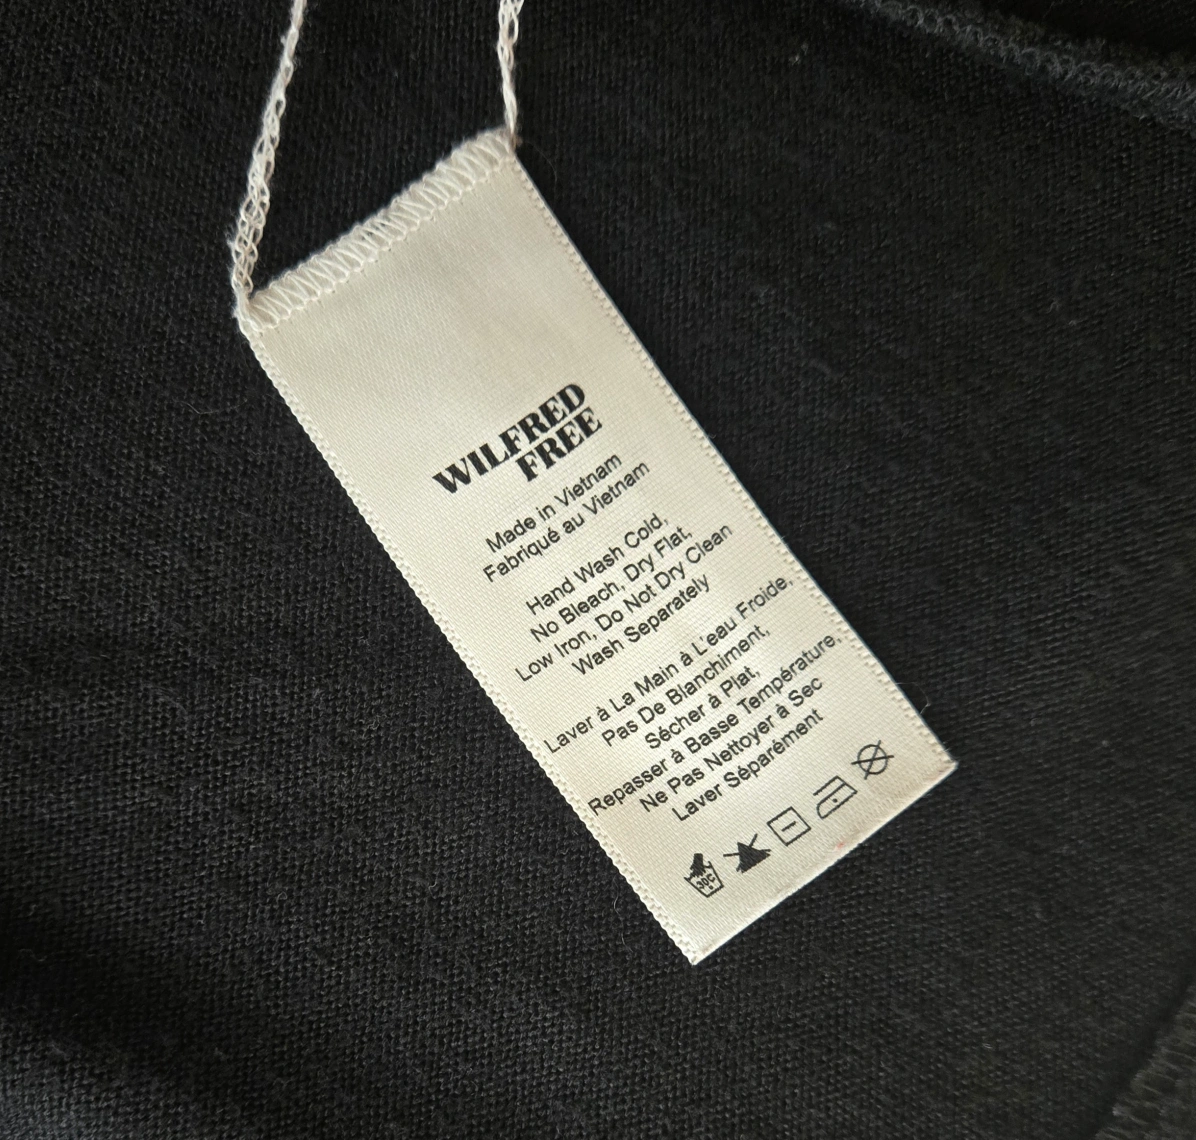 WILFRED
FREE
Made in Vietnam
Fabriqué au Vietnam
Hand Wash Cold,
No Bleach, Dry Flat,
Low Iron, Do Not Dry Clean
Wash Separately
Laver à La Main à L'eau Froide,
Pas De Blanchiment,
Sécher à Plat,
Repasser à Basse Température,
Ne Pas Nettoyer à Sec
Laver Séparément
30C